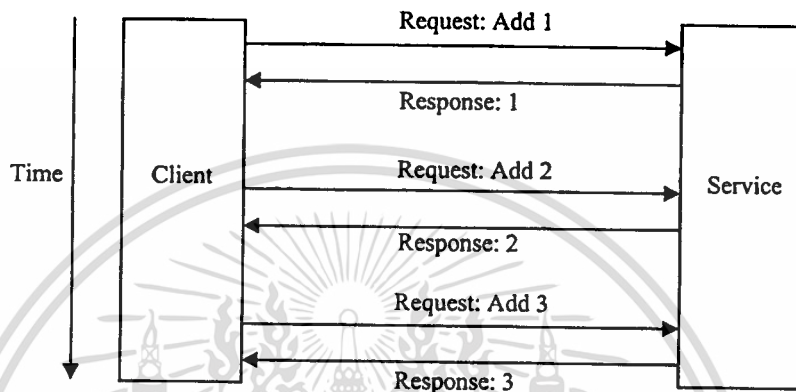 Request: Add 1
Response: 1
Time
Client
Request: Add 2
Service
Response: 2
Request: Add 3
Response: 3